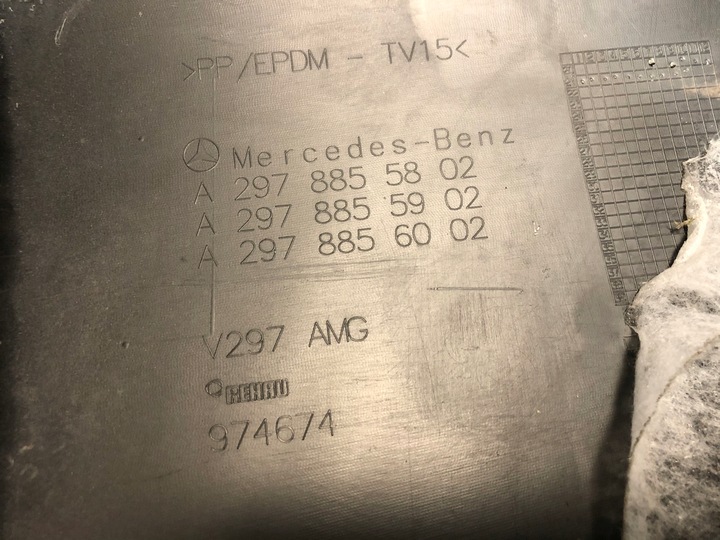 >PP/EPDM - TV15<
Mercedes-Benz
A 297 885 58 02
A 297 885 59 02
A 297 885 60 02
V297 AMG
REHAU
974674